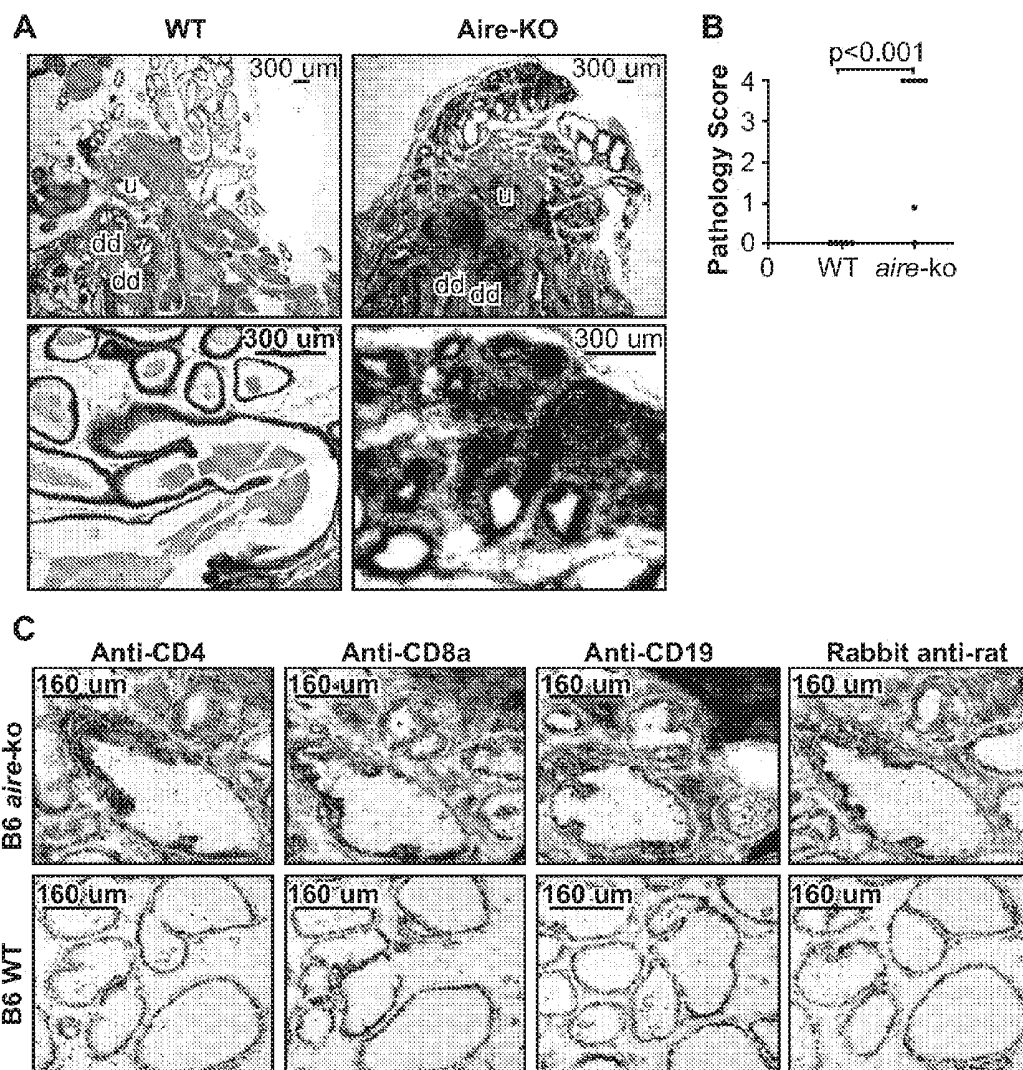 A
WT
Aire-KO
300 um
300 um
u
u
dd
dd
dd
dd
300 um
300 um
B
p<0.001
Pathology Score
4
3
2
1
0
0
WT
aire-ko
C
Anti-CD4
Anti-CD8a
Anti-CD19
Rabbit anti-rat
B6 aire-ko
160 um
160 um
160 um
160 um
B6 WT
160 um
160 um
160 um
160 um